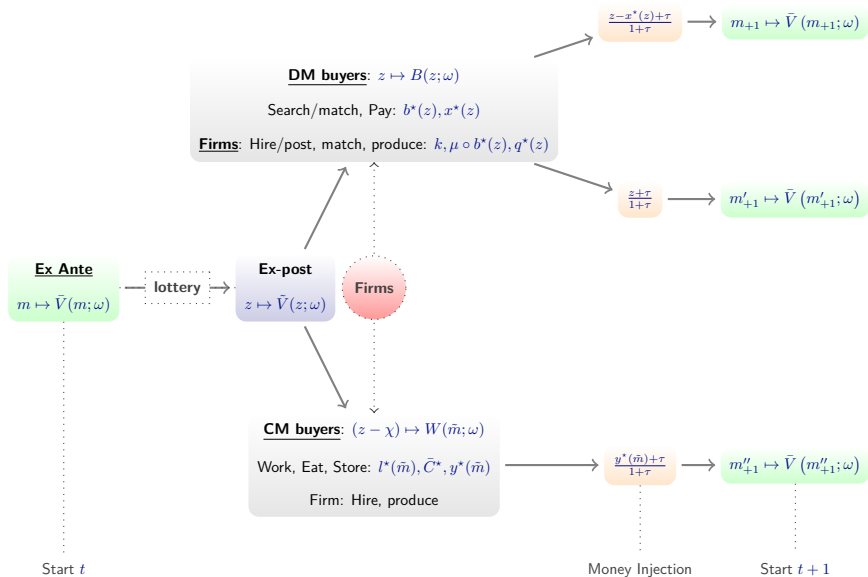 (z−x⋆(z)+τ)/(1+τ)
m₊₁ ↦ V̄ (m₊₁; ω)
DM buyers: z ↦ B(z; ω)
Search/match, Pay: b⋆(z), x⋆(z)
Firms: Hire/post, match, produce: k, μ ∘ b⋆(z), q⋆(z)
(z+τ)/(1+τ)
m′₊₁ ↦ V̄ (m′₊₁; ω)
Ex Ante
m ↦ V̄(m; ω)
lottery
Ex-post
z ↦ Ṽ(z; ω)
Firms
CM buyers: (z − χ) ↦ W(m̃; ω)
Work, Eat, Store: l⋆(m̃), C̄⋆, y⋆(m̃)
Firm: Hire, produce
(y⋆(m̃)+τ)/(1+τ)
m″₊₁ ↦ V̄ (m″₊₁; ω)
Start t
Money Injection
Start t + 1